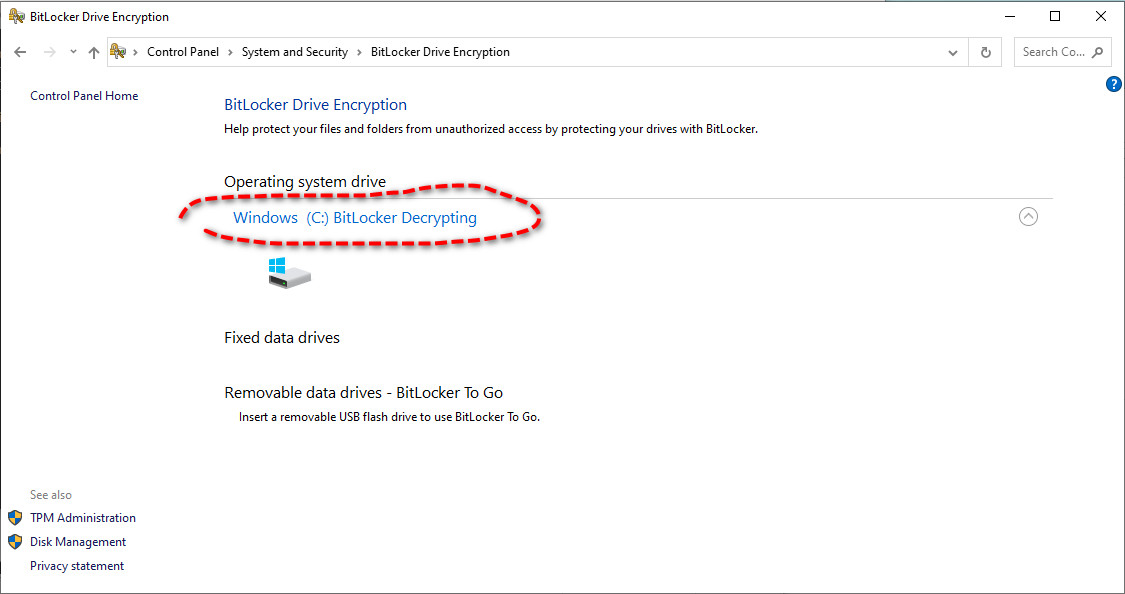 BitLocker Drive Encryption
Control Panel > System and Security > BitLocker Drive Encryption
Search Co...
?
Control Panel Home
BitLocker Drive Encryption
Help protect your files and folders from unauthorized access by protecting your drives with BitLocker.
Operating system drive
Windows (C:) BitLocker Decrypting
Fixed data drives
Removable data drives - BitLocker To Go
Insert a removable USB flash drive to use BitLocker To Go.
See also
TPM Administration
Disk Management
Privacy statement